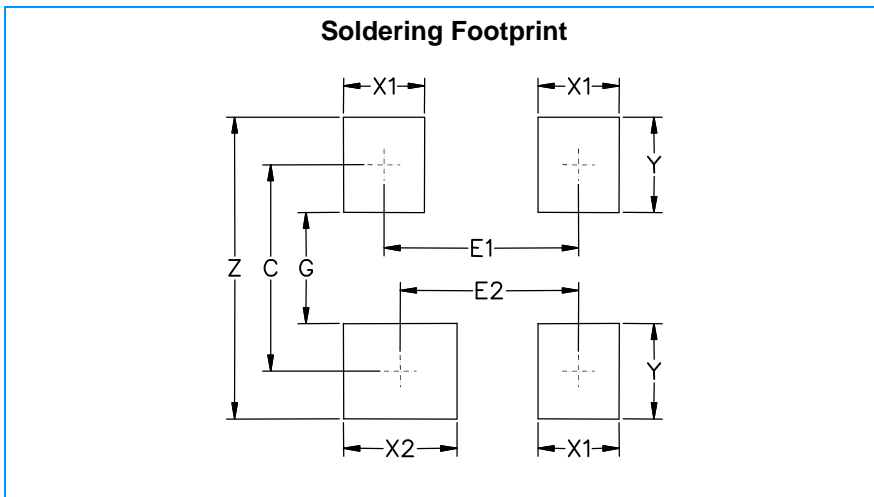 Soldering Footprint
X1 X1
Y
E1
Z C G
E2
Y
X2 X1